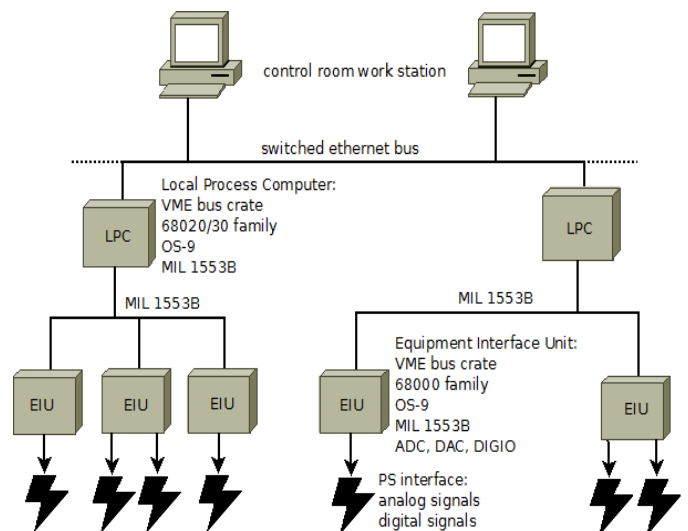 control room work station
switched ethernet bus
Local Process Computer:
VME bus crate
68020/30 family
OS-9
MIL 1553B
LPC
LPC
MIL 1553B
MIL 1553B
Equipment Interface Unit:
VME bus crate
68000 family
OS-9
MIL 1553B
ADC, DAC, DIGIO
EIU
EIU
EIU
EIU
EIU
PS interface:
analog signals
digital signals